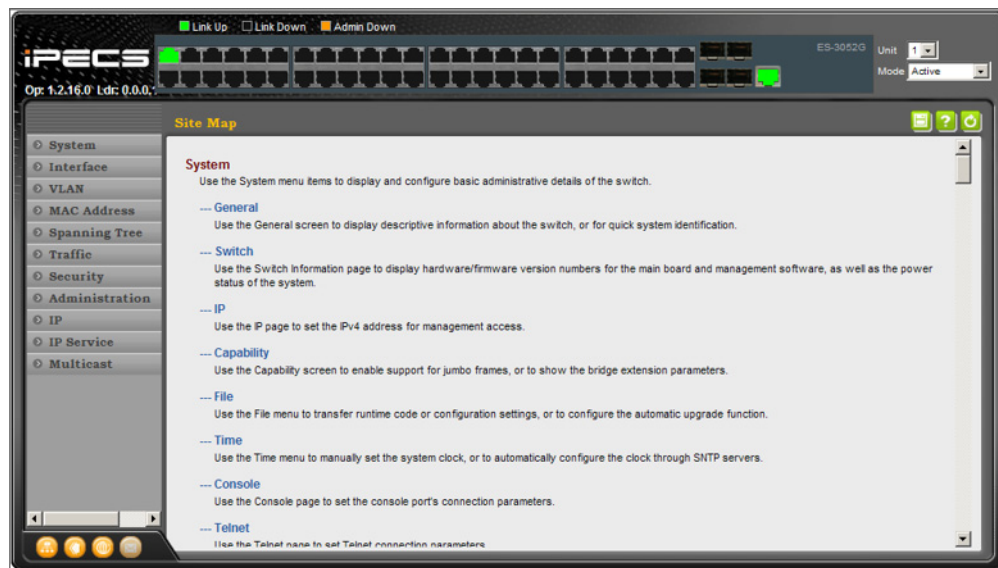 Link Up Link Down Admin Down
iPECS
ES-3052G
Unit 1
Mode Active
Op: 1.2.16.0 Ldr: 0.0.0.
Site Map
?
System
Interface
VLAN
MAC Address
Spanning Tree
Traffic
Security
Administration
IP
IP Service
Multicast
System
Use the System menu items to display and configure basic administrative details of the switch.
--- General
Use the General screen to display descriptive information about the switch, or for quick system identification.
--- Switch
Use the Switch Information page to display hardware/firmware version numbers for the main board and management software, as well as the power
status of the system.
--- IP
Use the IP page to set the IPv4 address for management access.
--- Capability
Use the Capability screen to enable support for jumbo frames, or to show the bridge extension parameters.
--- File
Use the File menu to transfer runtime code or configuration settings, or to configure the automatic upgrade function.
--- Time
Use the Time menu to manually set the system clock, or to automatically configure the clock through SNTP servers.
--- Console
Use the Console page to set the console port's connection parameters.
--- Telnet
Use the Telnet page to set Telnet connection parameters